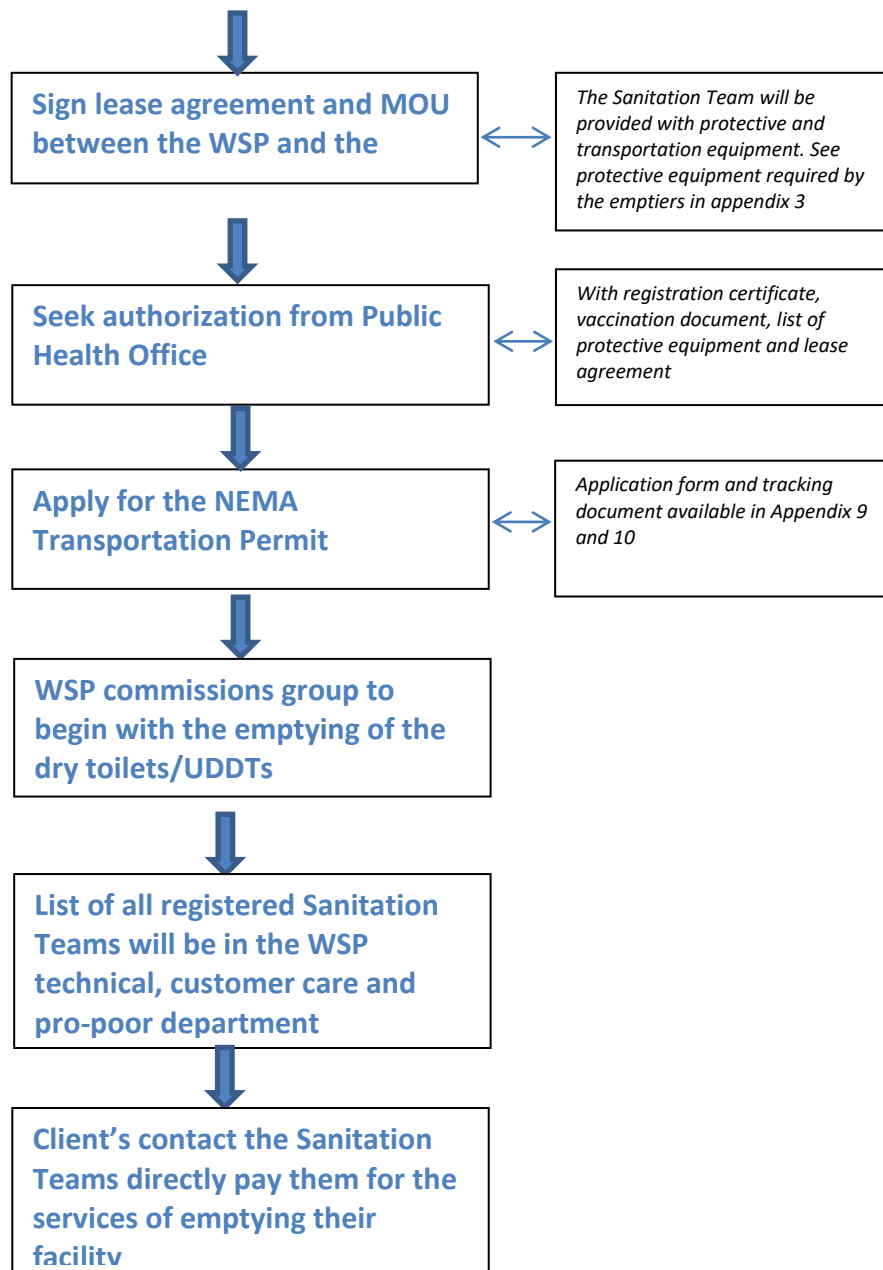 Sign lease agreement and MOU
between the WSP and the
The Sanitation Team will be
provided with protective and
transportation equipment. See
protective equipment required by
the emptiers in appendix 3
Seek authorization from Public
Health Office
With registration certificate,
vaccination document, list of
protective equipment and lease
agreement
Apply for the NEMA
Transportation Permit
Application form and tracking
document available in Appendix 9
and 10
WSP commissions group to
begin with the emptying of the
dry toilets/UDDTs
List of all registered Sanitation
Teams will be in the WSP
technical, customer care and
pro-poor department
Client’s contact the Sanitation
Teams directly pay them for the
services of emptying their
facility